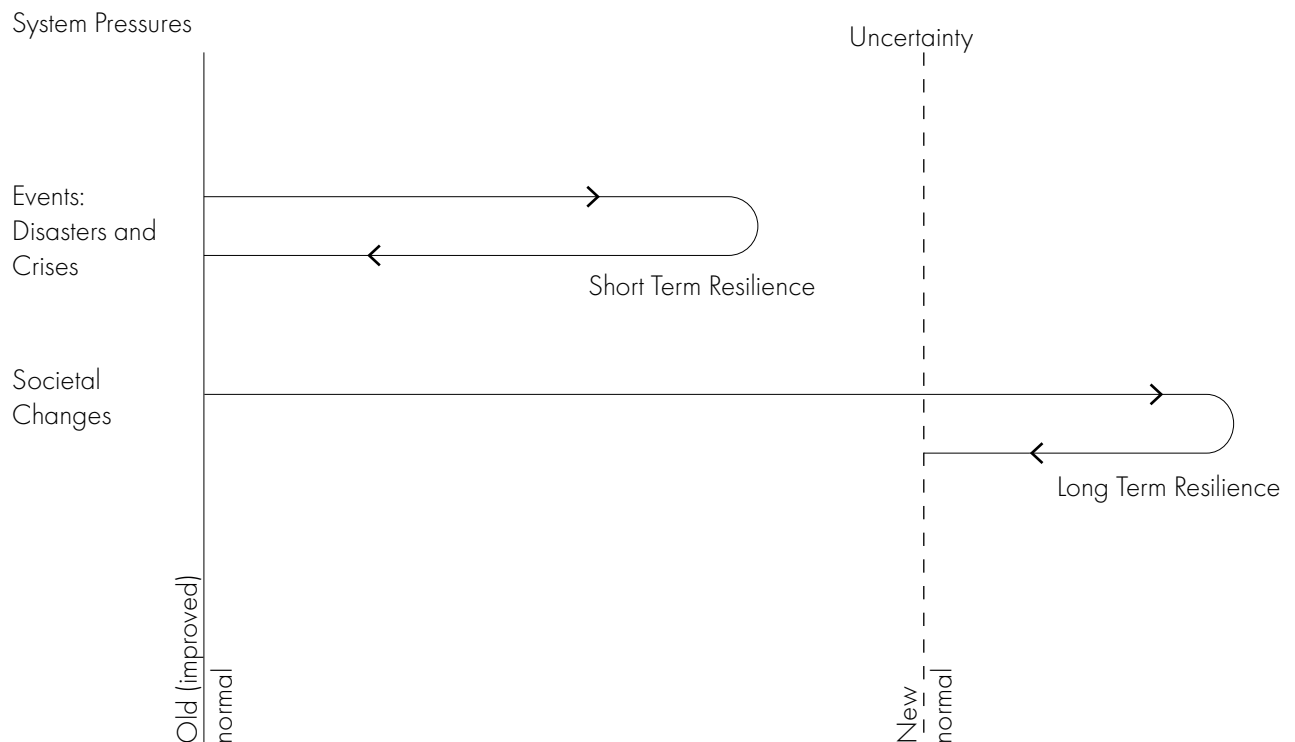 System Pressures
Uncertainty
Events:
Disasters and
Crises
Short Term Resilience
Societal
Changes
Long Term Resilience
Old (improved)
normal
New
normal